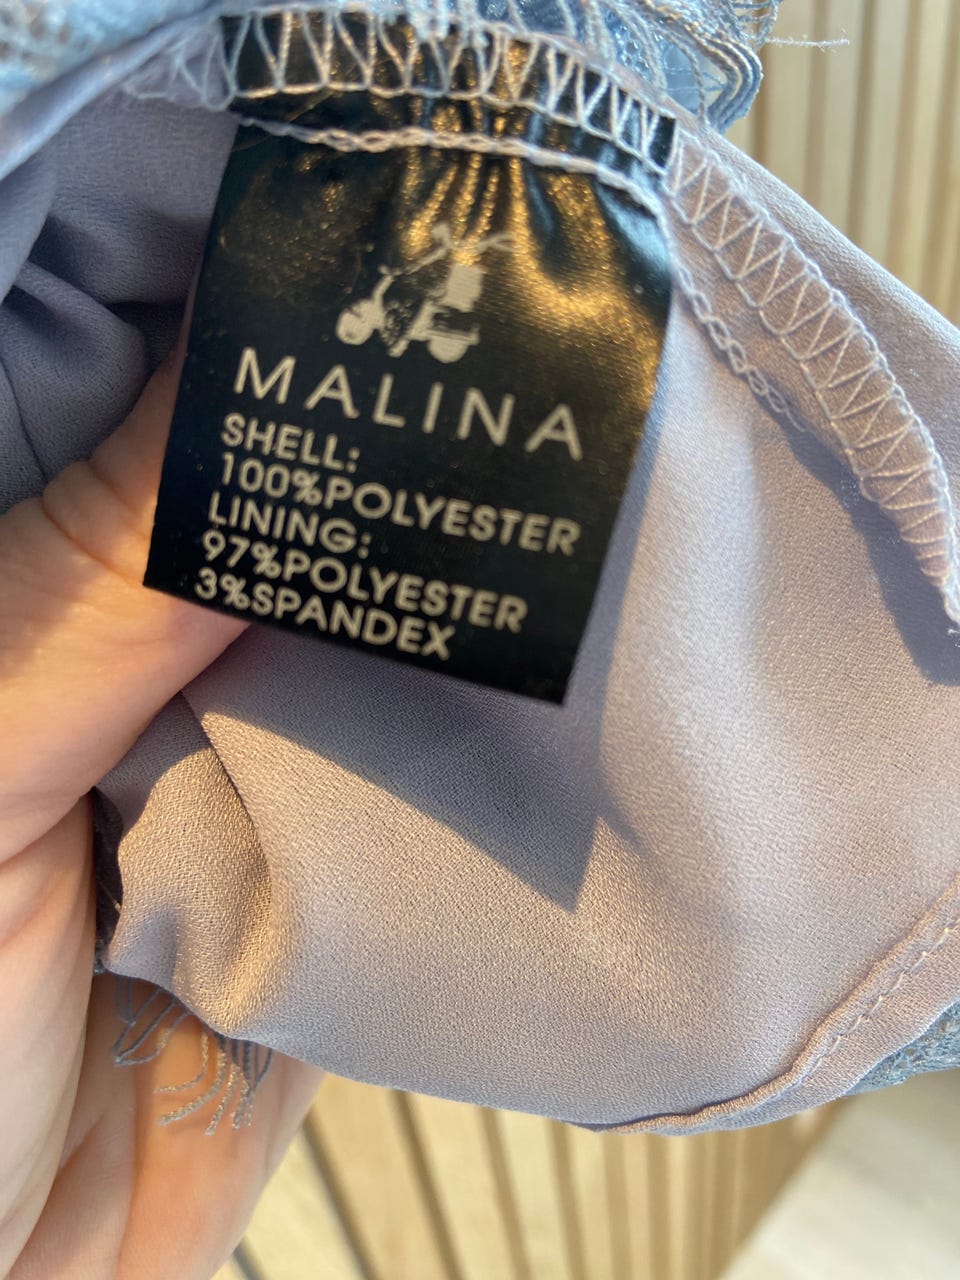 MALINA
SHELL:
100%POLYESTER
LINING:
97%POLYESTER
3%SPANDEX